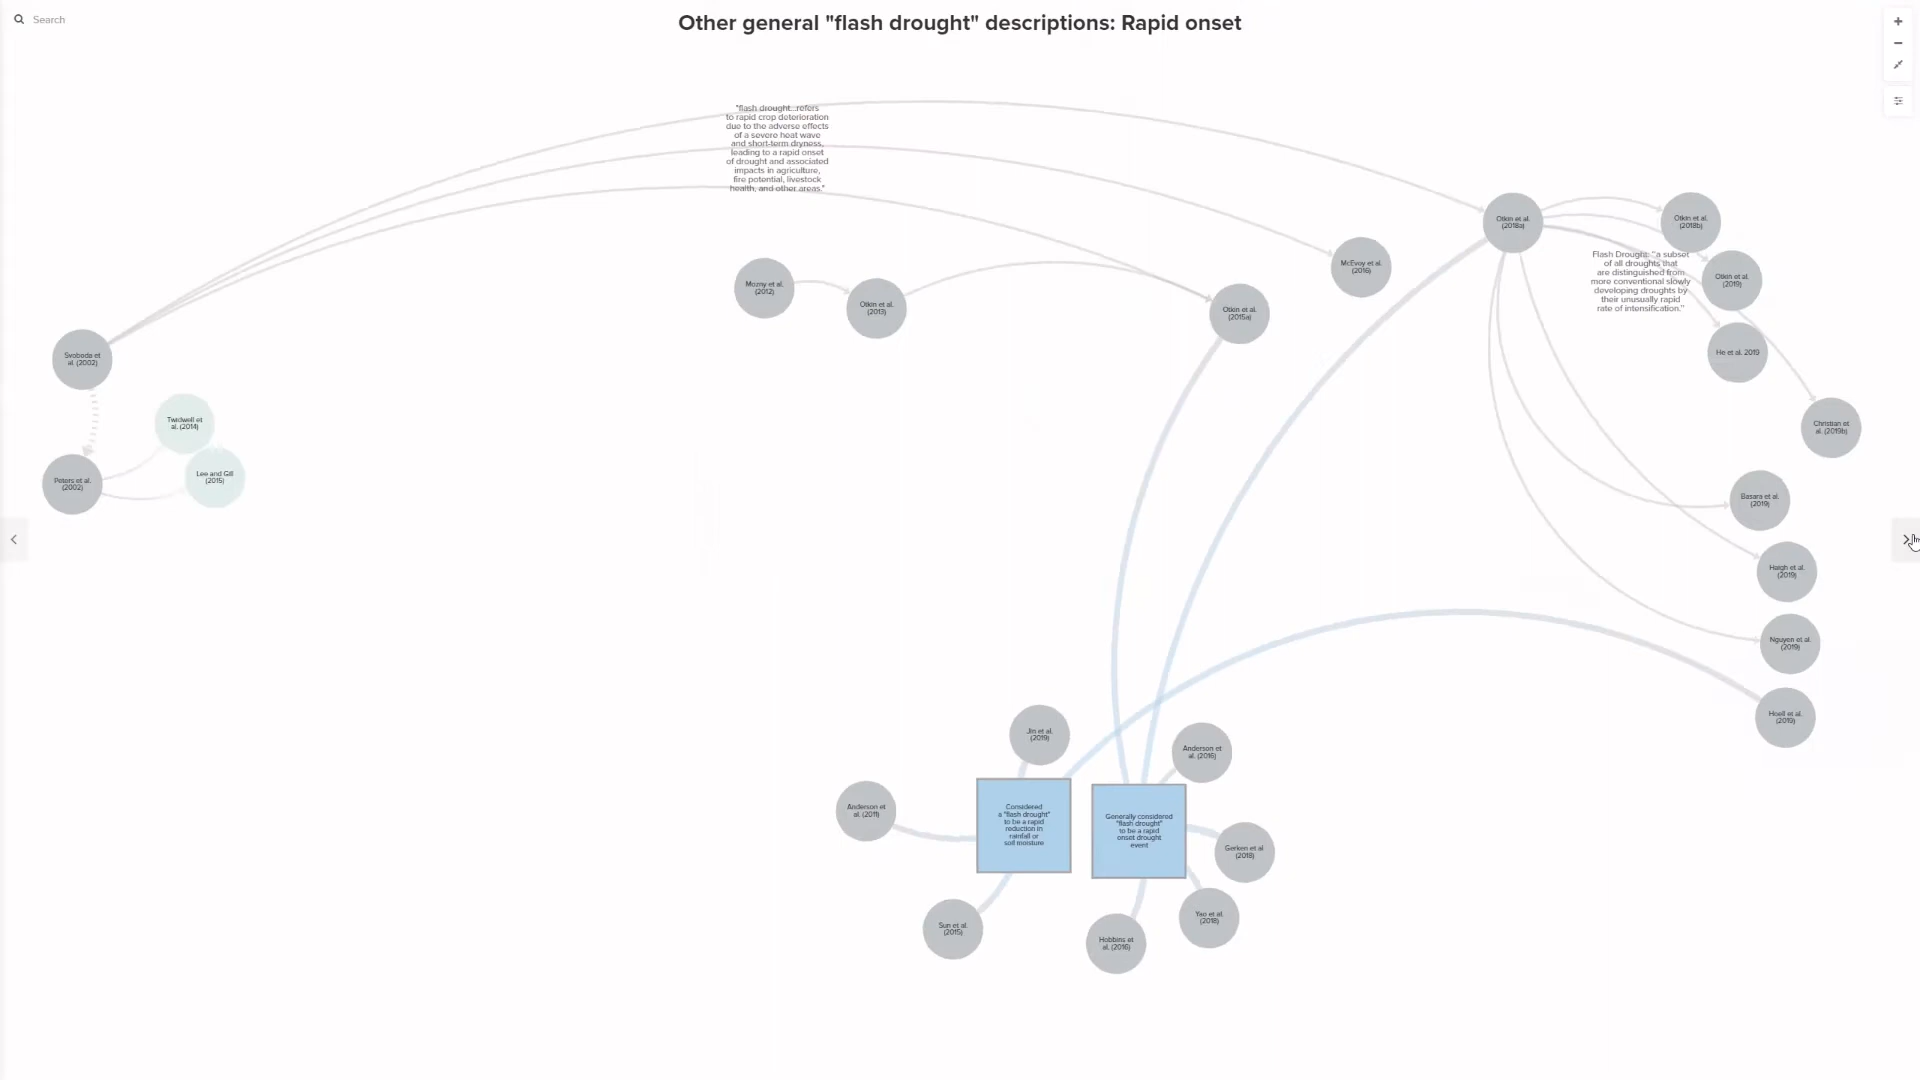 Search
Other general "flash drought" descriptions: Rapid onset
"flash drought...refers
to rapid crop deterioration
due to the adverse effects
of a severe heat wave
and short-term dryness,
leading to a rapid onset
of drought and associated
impacts in agriculture,
fire potential, livestock
health, and other areas."
Otkin et al.
(2018a)
Otkin et al.
(2018b)
Flash Drought: "a subset
of all droughts that
are distinguished from
more conventional slowly
developing droughts by
their unusually rapid
rate of intensification."
Otkin et al.
(2019)
McEvoy et al.
(2016)
Mozny et al.
(2012)
Otkin et al.
(2013)
Otkin et al.
(2015a)
He et al. 2019
Svoboda et
al. (2002)
Twidwell et
al. (2014)
Christian et
al. (2019b)
Peters et al.
(2002)
Lee and Gill
(2015)
Basara et al.
(2019)
Haigh et al.
(2019)
Nguyen et al.
(2019)
Hoell et al.
(2019)
Jin et al.
(2019)
Anderson et
al. (2016)
Anderson et
al. (2011)
Considered
a "flash drought"
to be a rapid
reduction in
rainfall or
soil moisture
Generally considered
"flash drought"
to be a rapid
onset drought
event
Gerken et al
(2018)
Sun et al.
(2015)
Hobbins et
al. (2016)
Yao et al.
(2018)